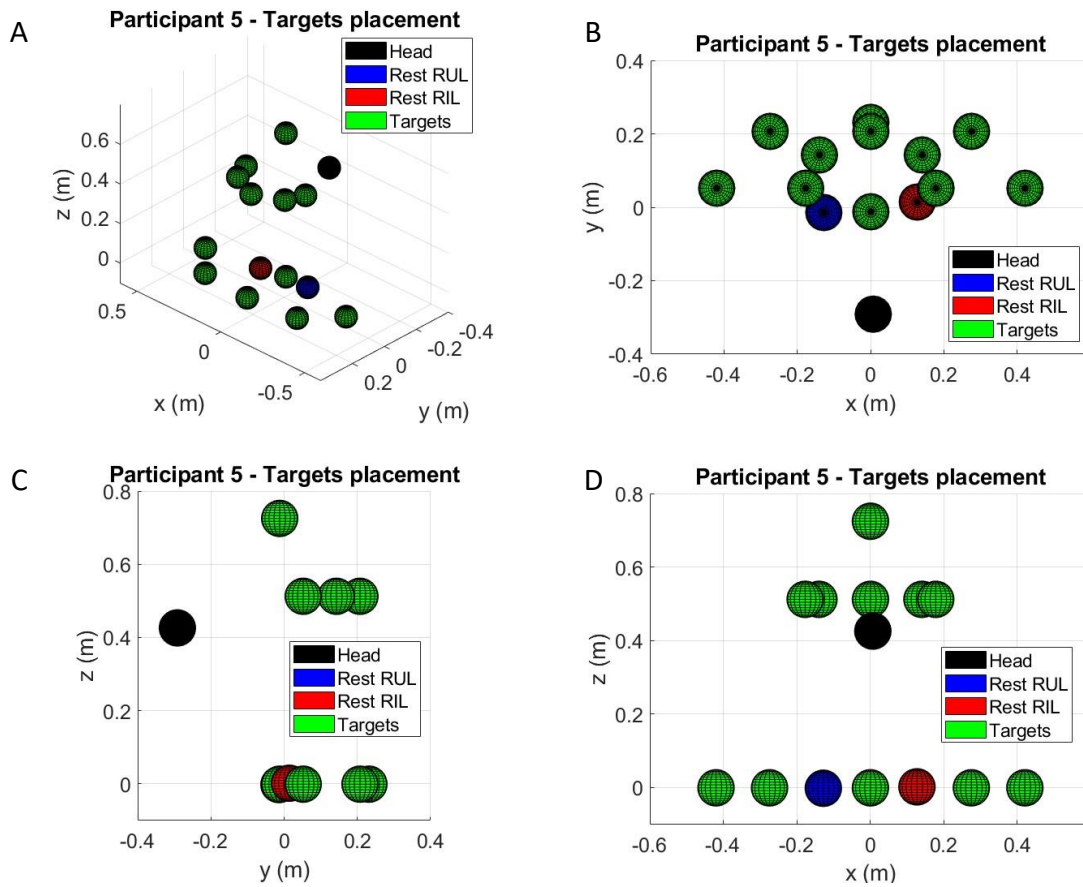 A
Participant 5 - Targets placement
Head
Rest RUL
Rest RIL
Targets
0.6
0.4
0.2
0
z (m)
0.5
0
-0.5
x (m)
-0.4
-0.2
0
0.2
y (m)
B
Participant 5 - Targets placement
0.4
0.2
0
-0.2
-0.4
y (m)
Head
Rest RUL
Rest RIL
Targets
-0.6
-0.4
-0.2
0
0.2
0.4
x (m)
C
Participant 5 - Targets placement
0.8
0.6
0.4
0.2
0
z (m)
Head
Rest RUL
Rest RIL
Targets
-0.4
-0.2
0
0.2
0.4
y (m)
D
Participant 5 - Targets placement
0.8
0.6
0.4
0.2
0
z (m)
Head
Rest RUL
Rest RIL
Targets
-0.6
-0.4
-0.2
0
0.2
0.4
x (m)